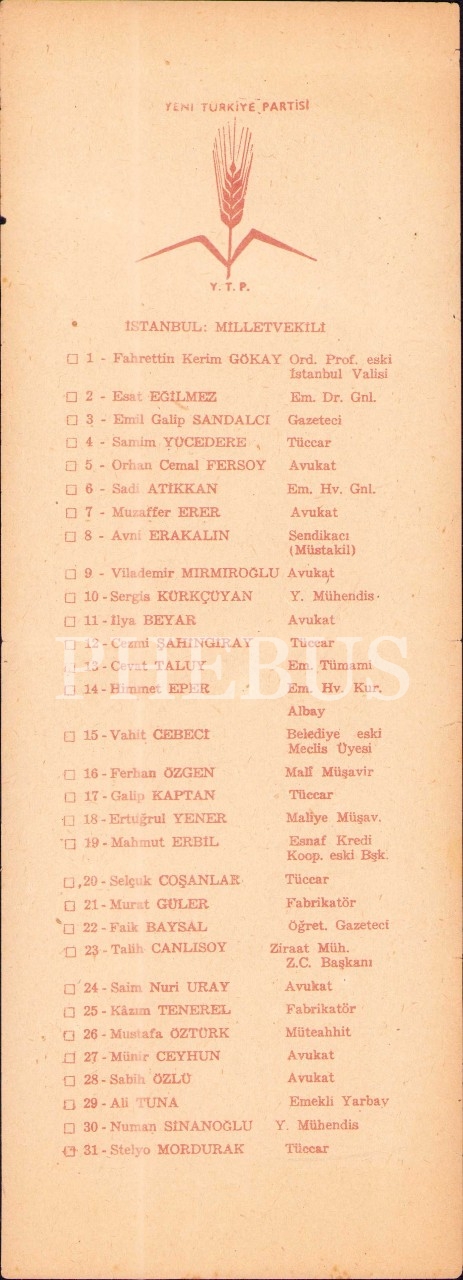 YENİ TÜRKİYE PARTİSİ
Y. T. P.
İSTANBUL: MİLLETVEKİLİ
1 - Fahrettin Kerim GÖKAY Ord. Prof. eski
İstanbul Valisi
2 - Esat EĞİLMEZ Em. Dr. Gnl.
3 - Emil Galip SANDALCI Gazeteci
4 - Samim YÜCEDERE Tüccar
5 - Orhan Cemal FERSOY Avukat
6 - Sadi ATIKKAN Em. Hv. Gnl.
7 - Muzaffer ERER Avukat
8 - Avni ERAKALIN Sendikacı
(Müstakil)
9 - Vilademir MIRMIROĞLU Avukat
10 - Sergis KÜRKÇÜYAN Y. Mühendis
11 - İlya BEYAR Avukat
12 - Cezmi ŞAHİNGİRAY Tüccar
13 - Cevat TALUY Em. Tümami
14 - Himmet EPER Em. Hv. Kur.
Albay
15 - Vahit CEBECİ Belediye eski
Meclis Üyesi
16 - Ferhan ÖZGEN Malî Müşavir
17 - Galip KAPTAN Tüccar
18 - Ertuğrul YENER Maliye Müşav.
19 - Mahmut ERBİL Esnaf Kredi
Koop. eski Bşk.
20 - Selçuk COŞANLAR Tüccar
21 - Murat GÜLER Fabrikatör
22 - Faik BAYSAL Öğret. Gazeteci
23 - Talih CANLISOY Ziraat Müh.
Z.C. Başkanı
24 - Saim Nuri URAY Avukat
25 - Kâzım TENEREL Fabrikatör
26 - Mustafa ÖZTÜRK Müteahhit
27 - Münir CEYHUN Avukat
28 - Sabih ÖZLÜ Avukat
29 - Ali TUNA Emekli Yarbay
30 - Numan SİNANOĞLU Y. Mühendis
31 - Stelyo MORDURAK Tüccar
PHEBUS